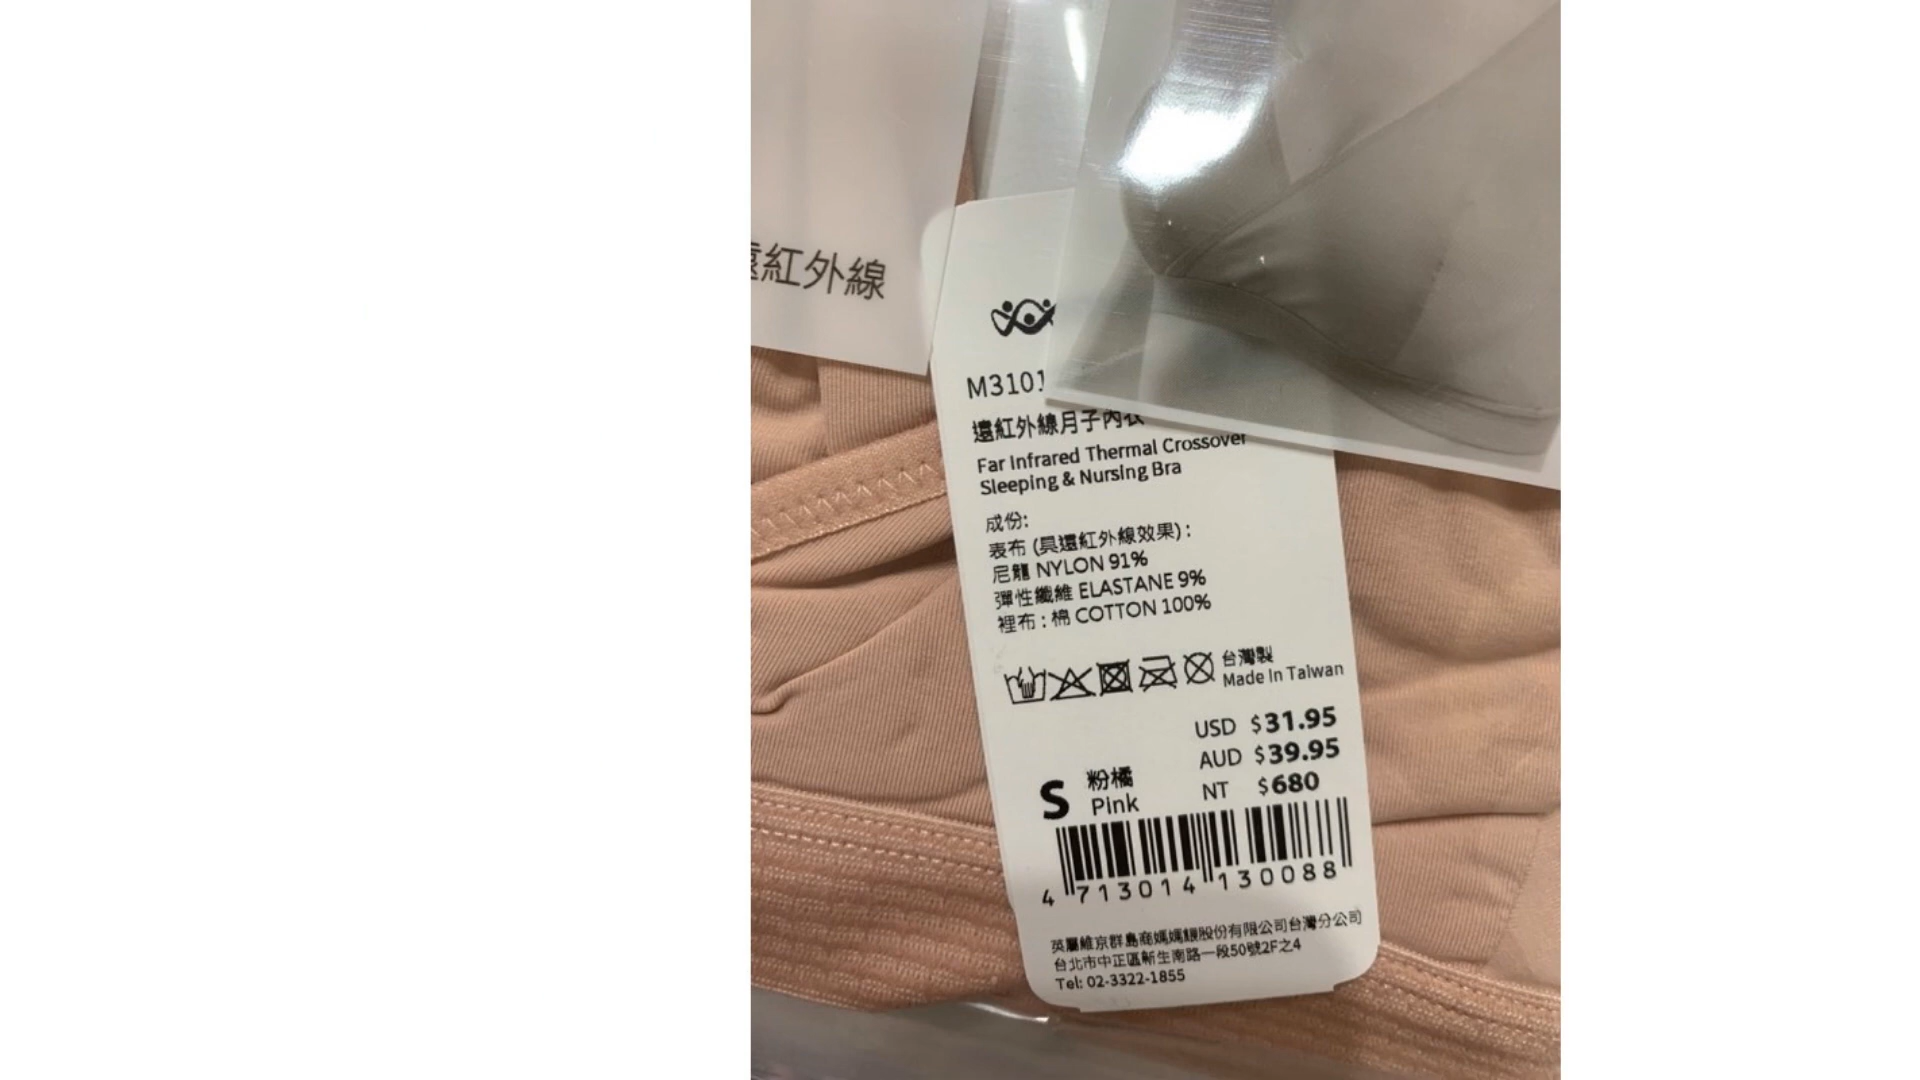 紅外線
M3101
遠紅外線月子內衣
Far Infrared Thermal Crossover
Sleeping & Nursing Bra
成份:
表布 (具遠紅外線效果) :
尼龍 NYLON 91%
彈性纖維 ELASTANE 9%
裡布 : 棉 COTTON 100%
台灣製
Made In Taiwan
USD $31.95
AUD $39.95
NT $680
S 粉橘
Pink
4 713014 130088
英屬維京群島商媽媽餵股份有限公司台灣分公司
台北市中正區新生南路一段50號2F之4
Tel: 02-3322-1855